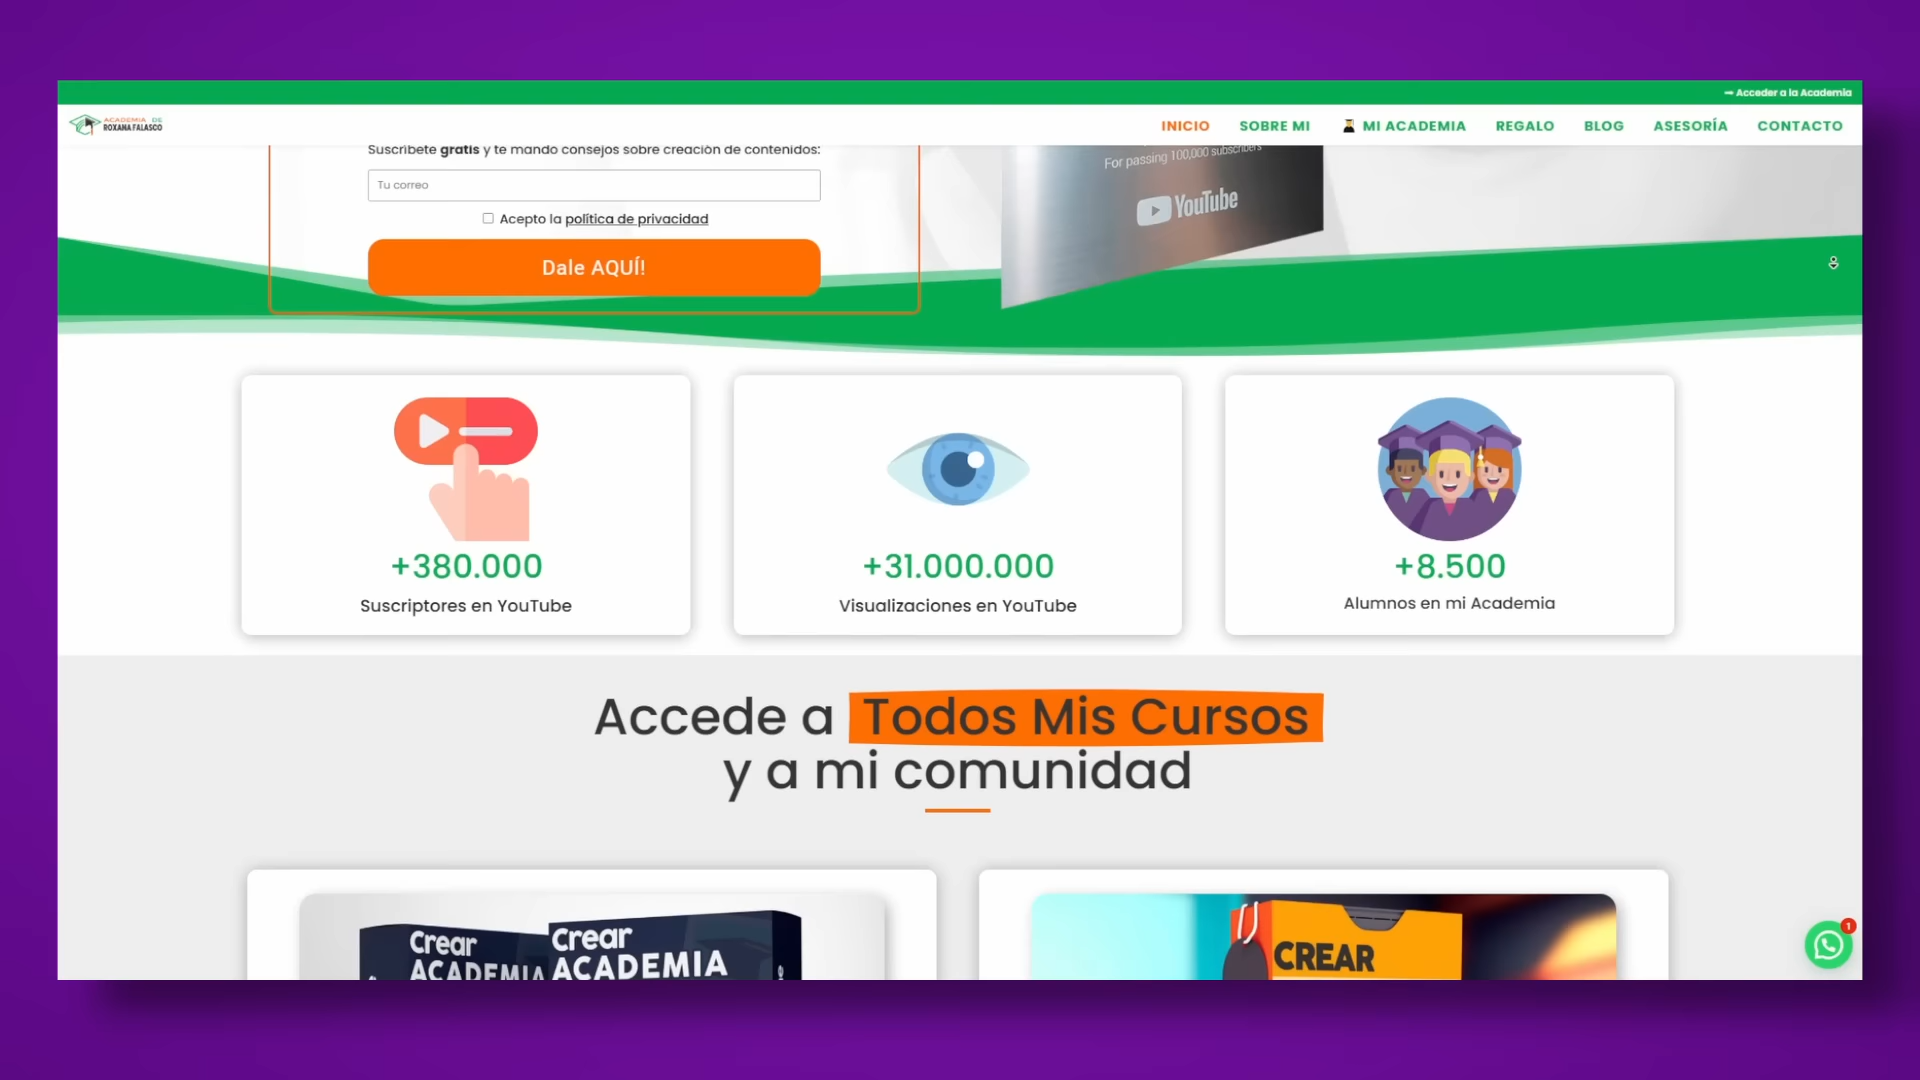 Acceder a la Academia
ACADEMIA DE
ROXANA FALASCO
INICIO SOBRE MI MI ACADEMIA REGALO BLOG ASESORÍA CONTACTO
Suscríbete gratis y te mando consejos sobre creación de contenidos:
Tu correo
Acepto la política de privacidad
Dale AQUÍ!
For passing 100,000 subscribers
YouTube
+380.000
Suscriptores en YouTube
+31.000.000
Visualizaciones en YouTube
+8.500
Alumnos en mi Academia
Accede a Todos Mis Cursos
y a mi comunidad
Crear
ACADEMIA
Crear
ACADEMIA
CREAR
1